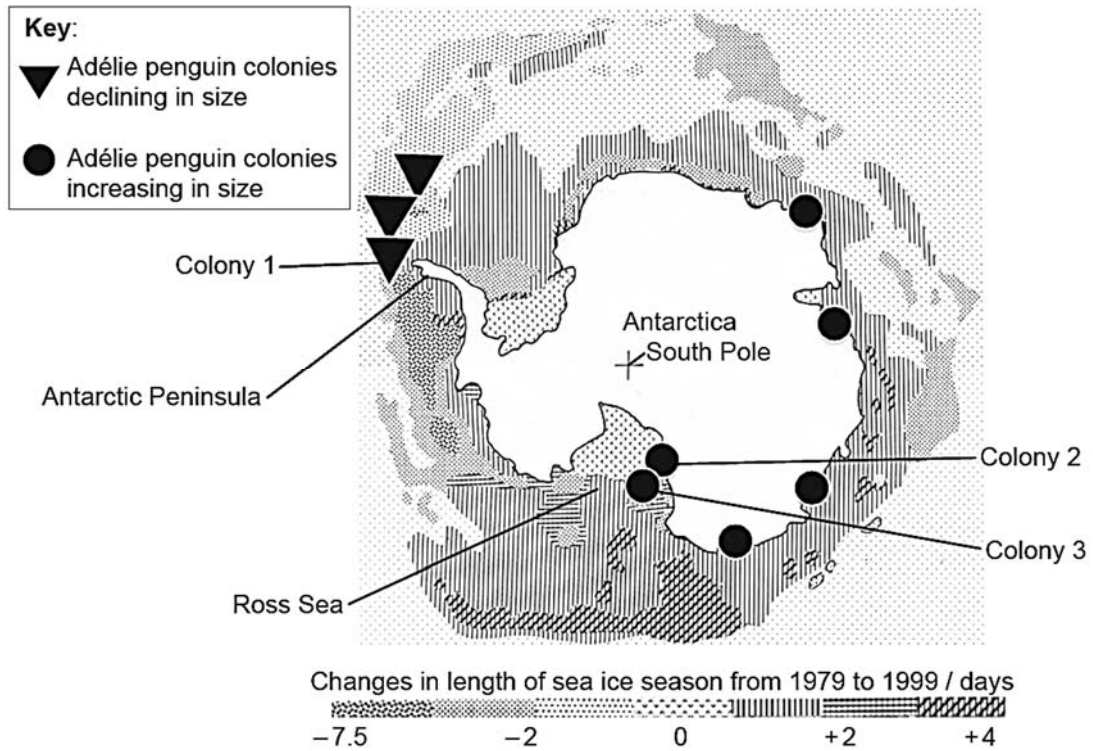 Key:
Adélie penguin colonies
declining in size
Adélie penguin colonies
increasing in size
Colony 1
Antarctica
South Pole
Antarctic Peninsula
Colony 2
Colony 3
Ross Sea
Changes in length of sea ice season from 1979 to 1999 / days
–7.5 –2 0 +2 +4